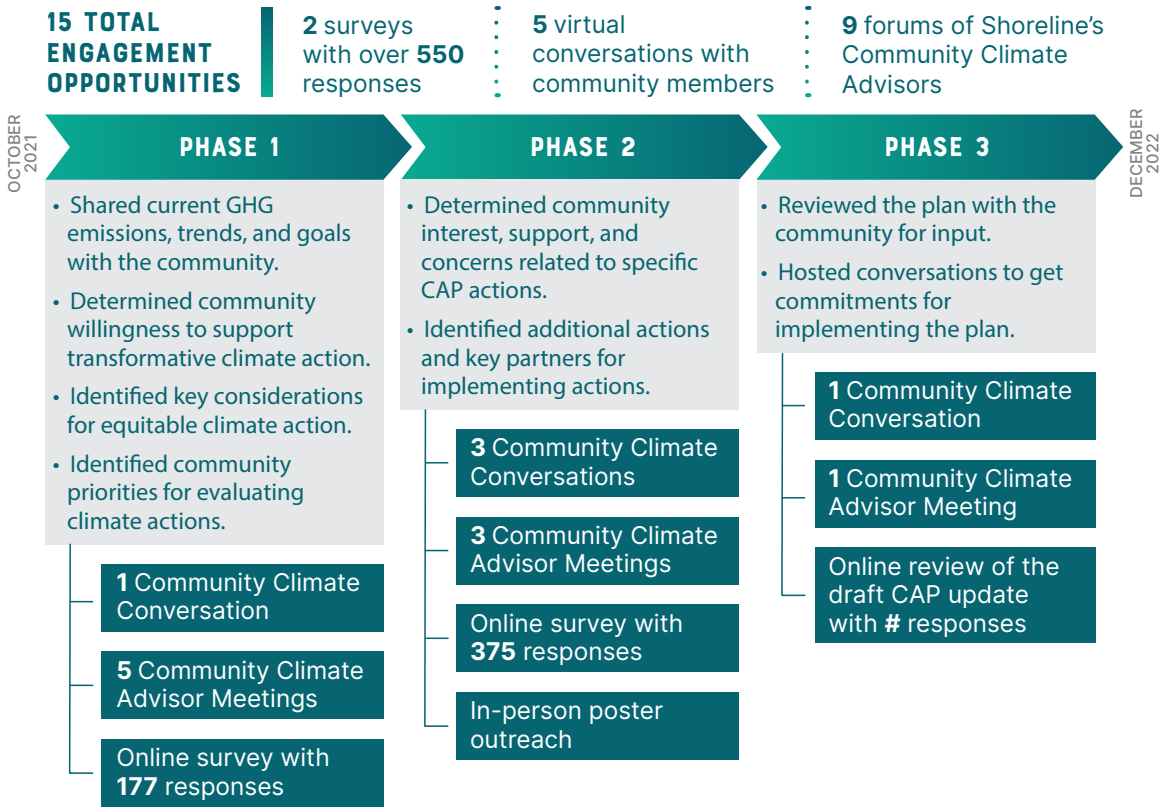 15 TOTAL
ENGAGEMENT
OPPORTUNITIES
2 surveys
with over 550
responses
5 virtual
conversations with
community members
9 forums of Shoreline's
Community Climate
Advisors
OCTOBER
2021
PHASE 1
PHASE 2
PHASE 3
DECEMBER
2022
• Shared current GHG
emissions, trends, and goals
with the community.
• Determined community
willingness to support
transformative climate action.
• Identified key considerations
for equitable climate action.
• Identified community
priorities for evaluating
climate actions.
1 Community Climate
Conversation
5 Community Climate
Advisor Meetings
Online survey with
177 responses
• Determined community
interest, support, and
concerns related to specific
CAP actions.
• Identified additional actions
and key partners for
implementing actions.
3 Community Climate
Conversations
3 Community Climate
Advisor Meetings
Online survey with
375 responses
In-person poster
outreach
• Reviewed the plan with the
community for input.
• Hosted conversations to get
commitments for
implementing the plan.
1 Community Climate
Conversation
1 Community Climate
Advisor Meeting
Online review of the
draft CAP update
with # responses